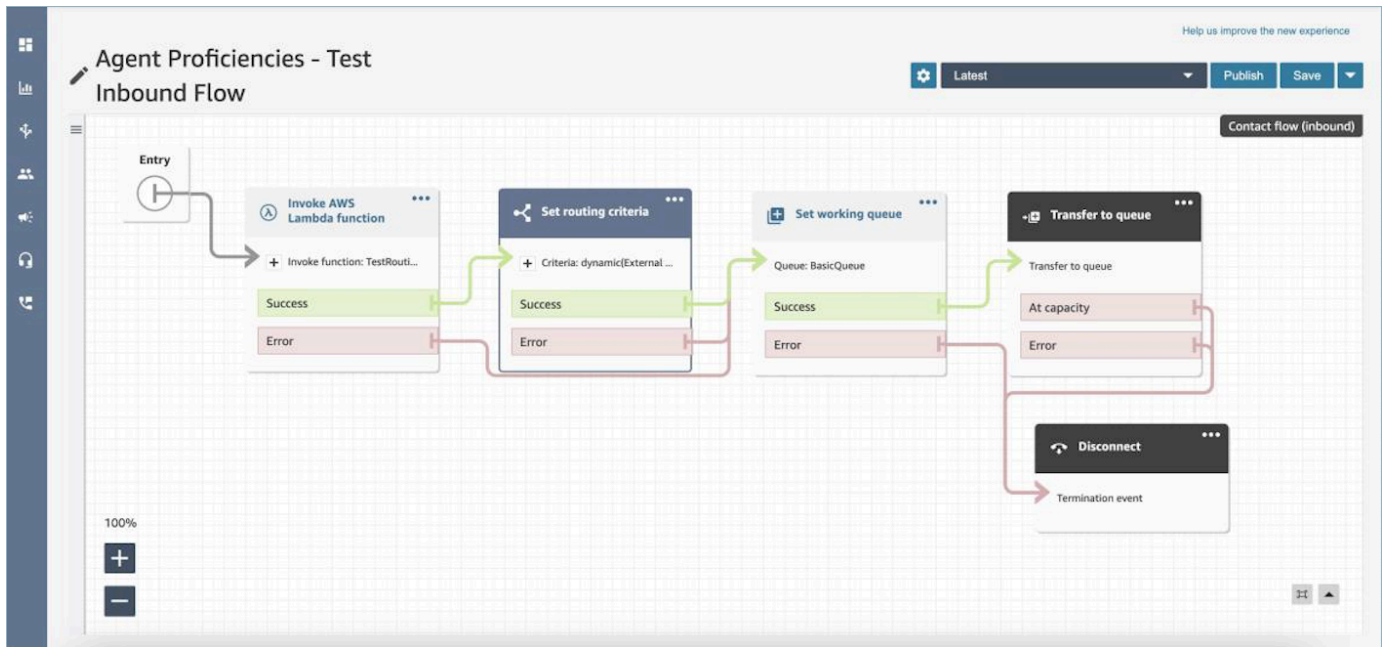 Help us improve the new experience
Agent Proficiencies - Test
Inbound Flow
Latest
Publish
Save
Contact flow (inbound)
Entry
Invoke AWS
Lambda function
Invoke function: TestRouti...
Success
Error
Set routing criteria
Criteria: dynamic(External ...
Success
Error
Set working queue
Queue: BasicQueue
Success
Error
Transfer to queue
Transfer to queue
At capacity
Error
Disconnect
Termination event
100%